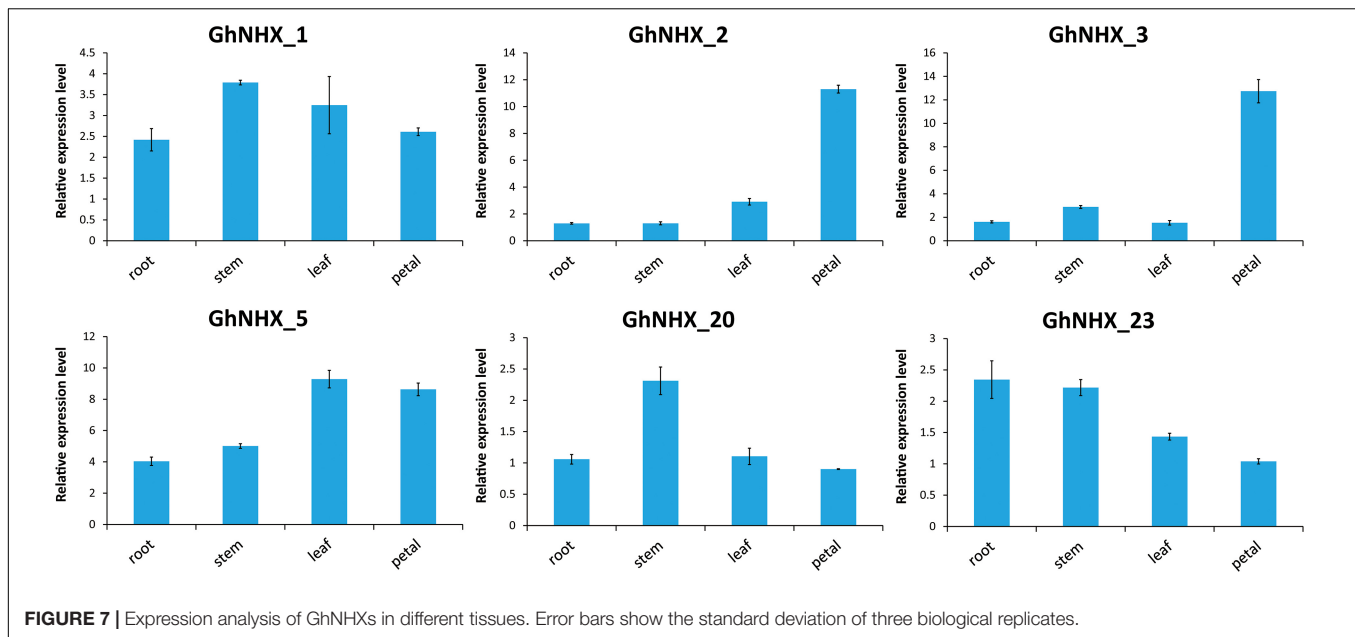 GhNHX_1
Relative expression level
4.5
4
3.5
3
2.5
2
1.5
1
0.5
0
root stem leaf petal
GhNHX_2
Relative expression level
14
12
10
8
6
4
2
0
root stem leaf petal
GhNHX_3
Relative expression level
16
14
12
10
8
6
4
2
0
root stem leaf petal
GhNHX_5
Relative expression level
12
10
8
6
4
2
0
root stem leaf petal
GhNHX_20
Relative expression level
3
2.5
2
1.5
1
0.5
0
root stem leaf petal
GhNHX_23
Relative expression level
3
2.5
2
1.5
1
0.5
0
root stem leaf petal
FIGURE 7 | Expression analysis of GhNHXs in different tissues. Error bars show the standard deviation of three biological replicates.